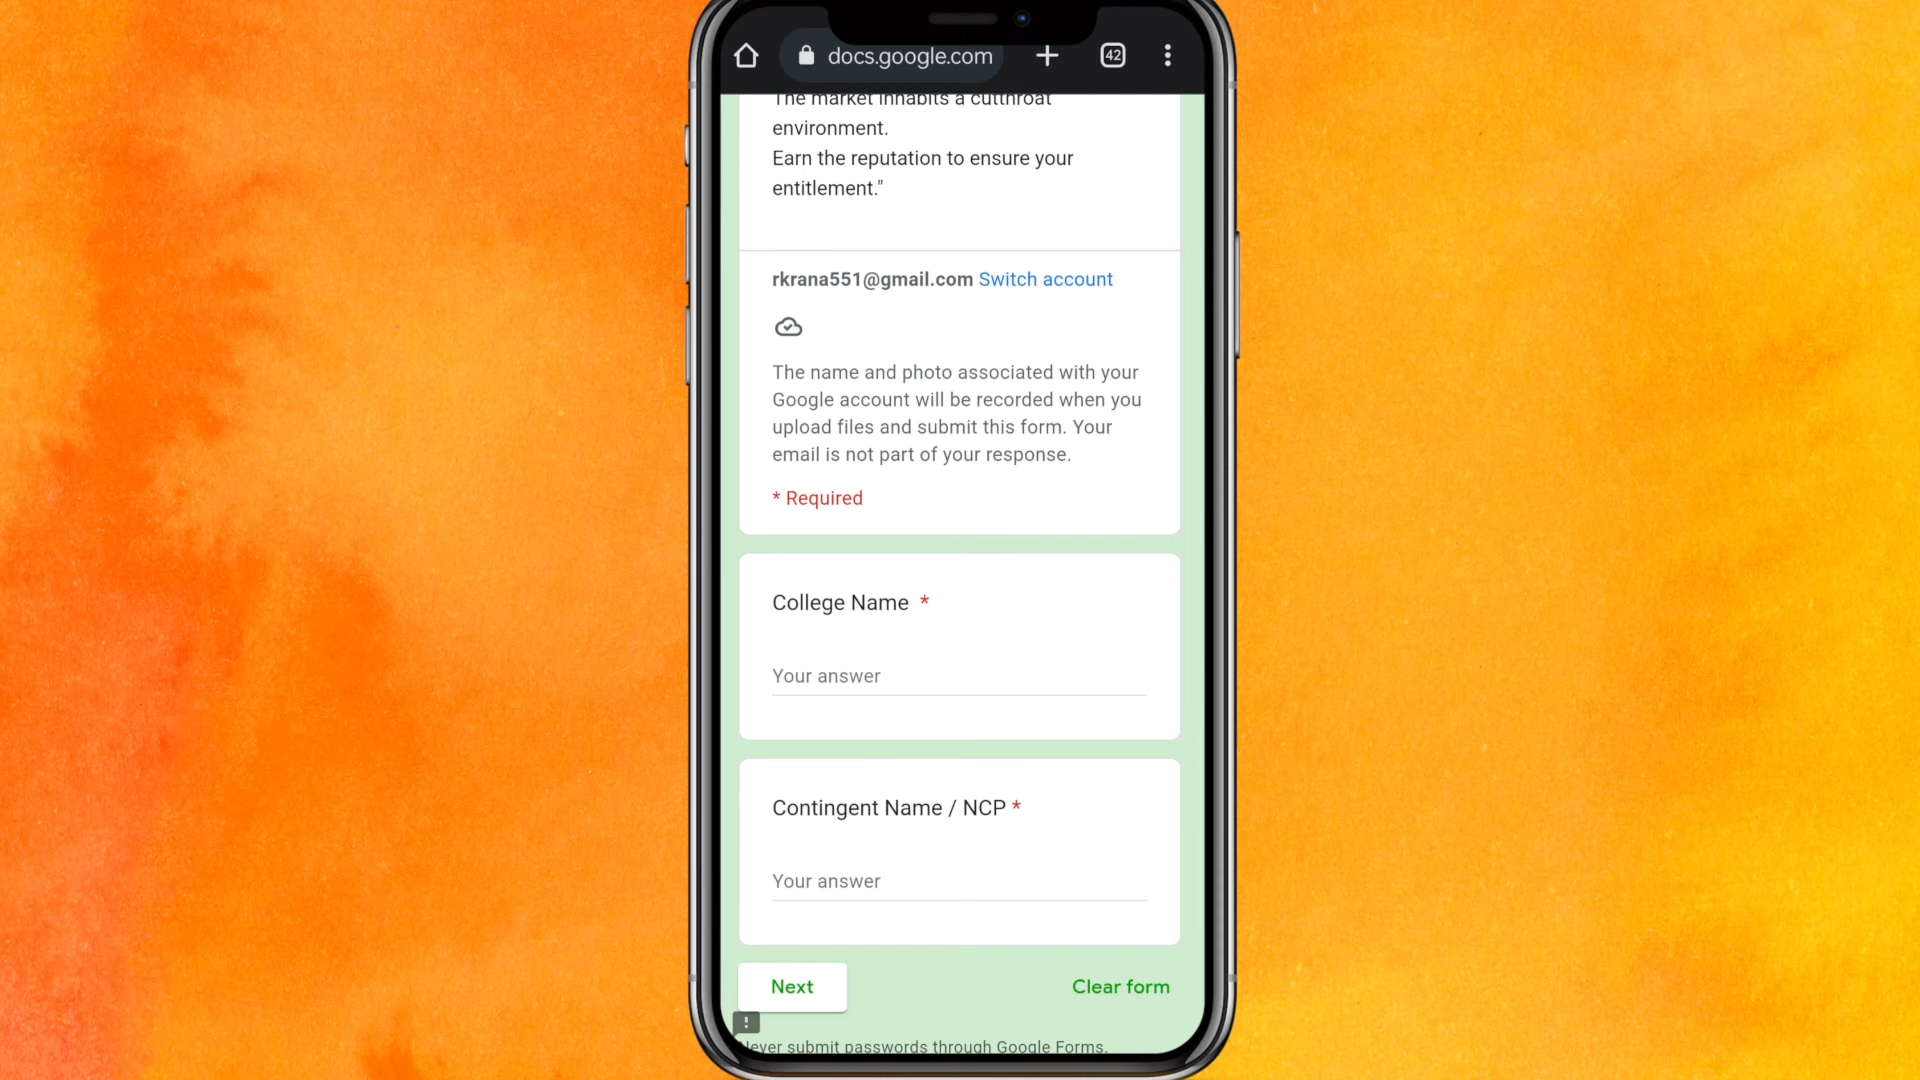 docs.google.com
42
The market inhabits a cutthroat
environment.
Earn the reputation to ensure your
entitlement."
rkrana551@gmail.com Switch account
The name and photo associated with your
Google account will be recorded when you
upload files and submit this form. Your
email is not part of your response.
* Required
College Name *
Your answer
Contingent Name / NCP *
Your answer
Next
Clear form
Never submit passwords through Google Forms.